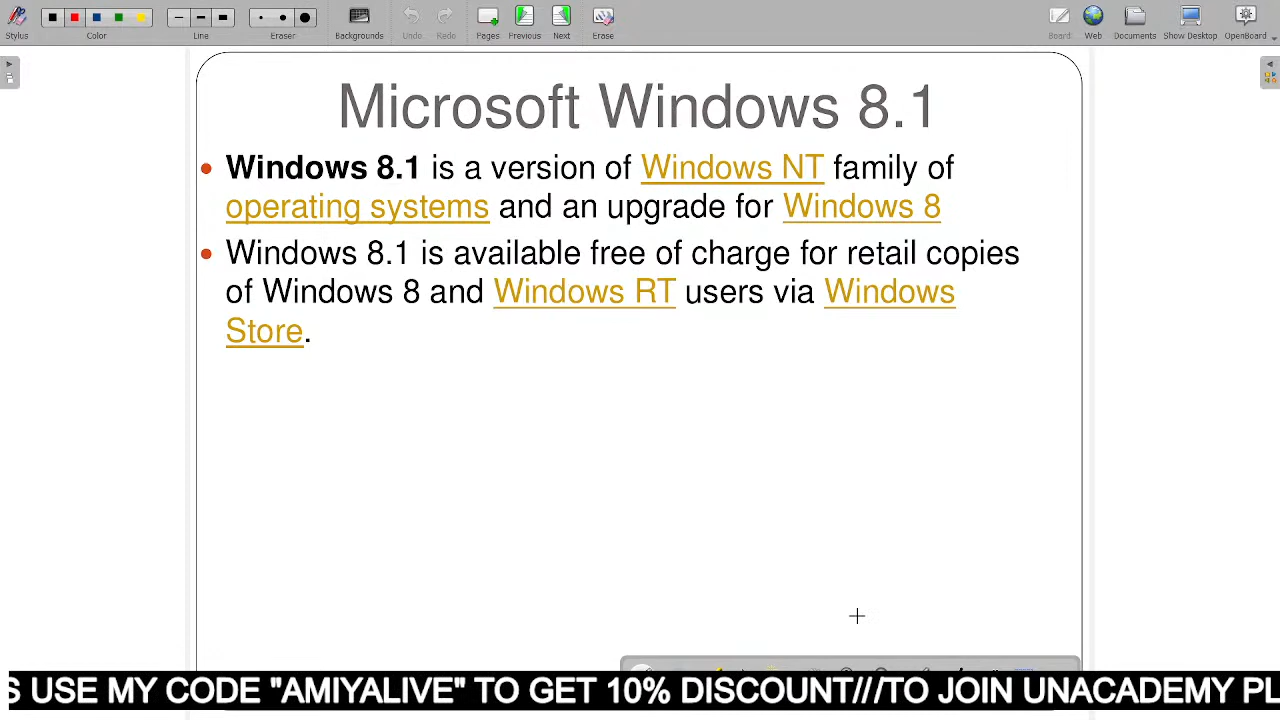 Stylus Color Line Eraser Backgrounds Undo Redo Pages Previous Next Erase Board Web Documents Show Desktop OpenBoard
Microsoft Windows 8.1
• Windows 8.1 is a version of Windows NT family of
operating systems and an upgrade for Windows 8
• Windows 8.1 is available free of charge for retail copies
of Windows 8 and Windows RT users via Windows
Store.
S USE MY CODE "AMIYALIVE" TO GET 10% DISCOUNT///TO JOIN UNACADEMY PL